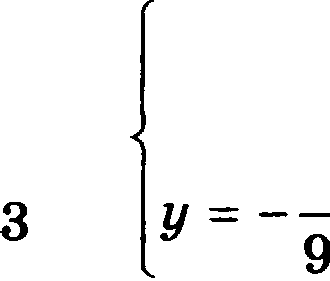 3 { y = - 9